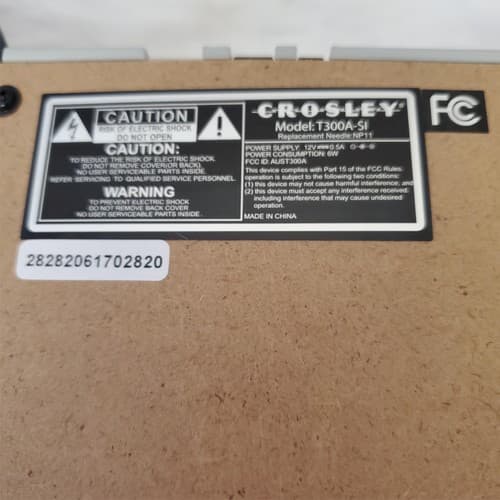 CAUTION
RISK OF ELECTRIC SHOCK
DO NOT OPEN
CAUTION:
TO REDUCE THE RISK OF ELECTRIC SHOCK,
DO NOT REMOVE COVER(OR BACK).
NO USER SERVICEABLE PARTS INSIDE.
REFER SERVICING TO QUALIFIED SERVICE PERSONNEL.
WARNING
TO PREVENT ELECTRIC SHOCK
DO NOT REMOVE BACK COVER
NO USER SERVICEABLE PARTS INSIDE.
CROSLEY®
Model:T300A-SI
Replacement Needle:NP11
POWER SUPPLY: 12V 0.5A
POWER CONSUMPTION: 6W
FCC ID: AUST300A
This device complies with Part 15 of the FCC Rules:
operation is subject to the following two conditions:
(1) this device may not cause harmful interference, and
(2) this device must accept any interference received,
including interference that may cause undesired
operation.
MADE IN CHINA
FC
28282061702820